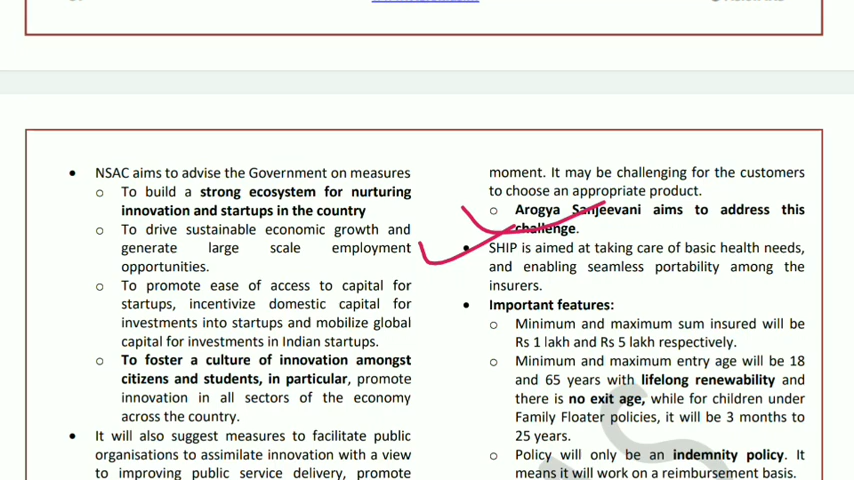 NSAC aims to advise the Government on measures
To build a strong ecosystem for nurturing
innovation and startups in the country
To drive sustainable economic growth and
generate large scale employment
opportunities.
To promote ease of access to capital for
startups, incentivize domestic capital for
investments into startups and mobilize global
capital for investments in Indian startups.
To foster a culture of innovation amongst
citizens and students, in particular, promote
innovation in all sectors of the economy
across the country.
It will also suggest measures to facilitate public
organisations to assimilate innovation with a view
to improving public service delivery, promote
moment. It may be challenging for the customers
to choose an appropriate product.
Arogya Sanjeevani aims to address this
challenge.
SHIP is aimed at taking care of basic health needs,
and enabling seamless portability among the
insurers.
Important features:
Minimum and maximum sum insured will be
Rs 1 lakh and Rs 5 lakh respectively.
Minimum and maximum entry age will be 18
and 65 years with lifelong renewability and
there is no exit age, while for children under
Family Floater policies, it will be 3 months to
25 years.
Policy will only be an indemnity policy. It
means it will work on a reimbursement basis.